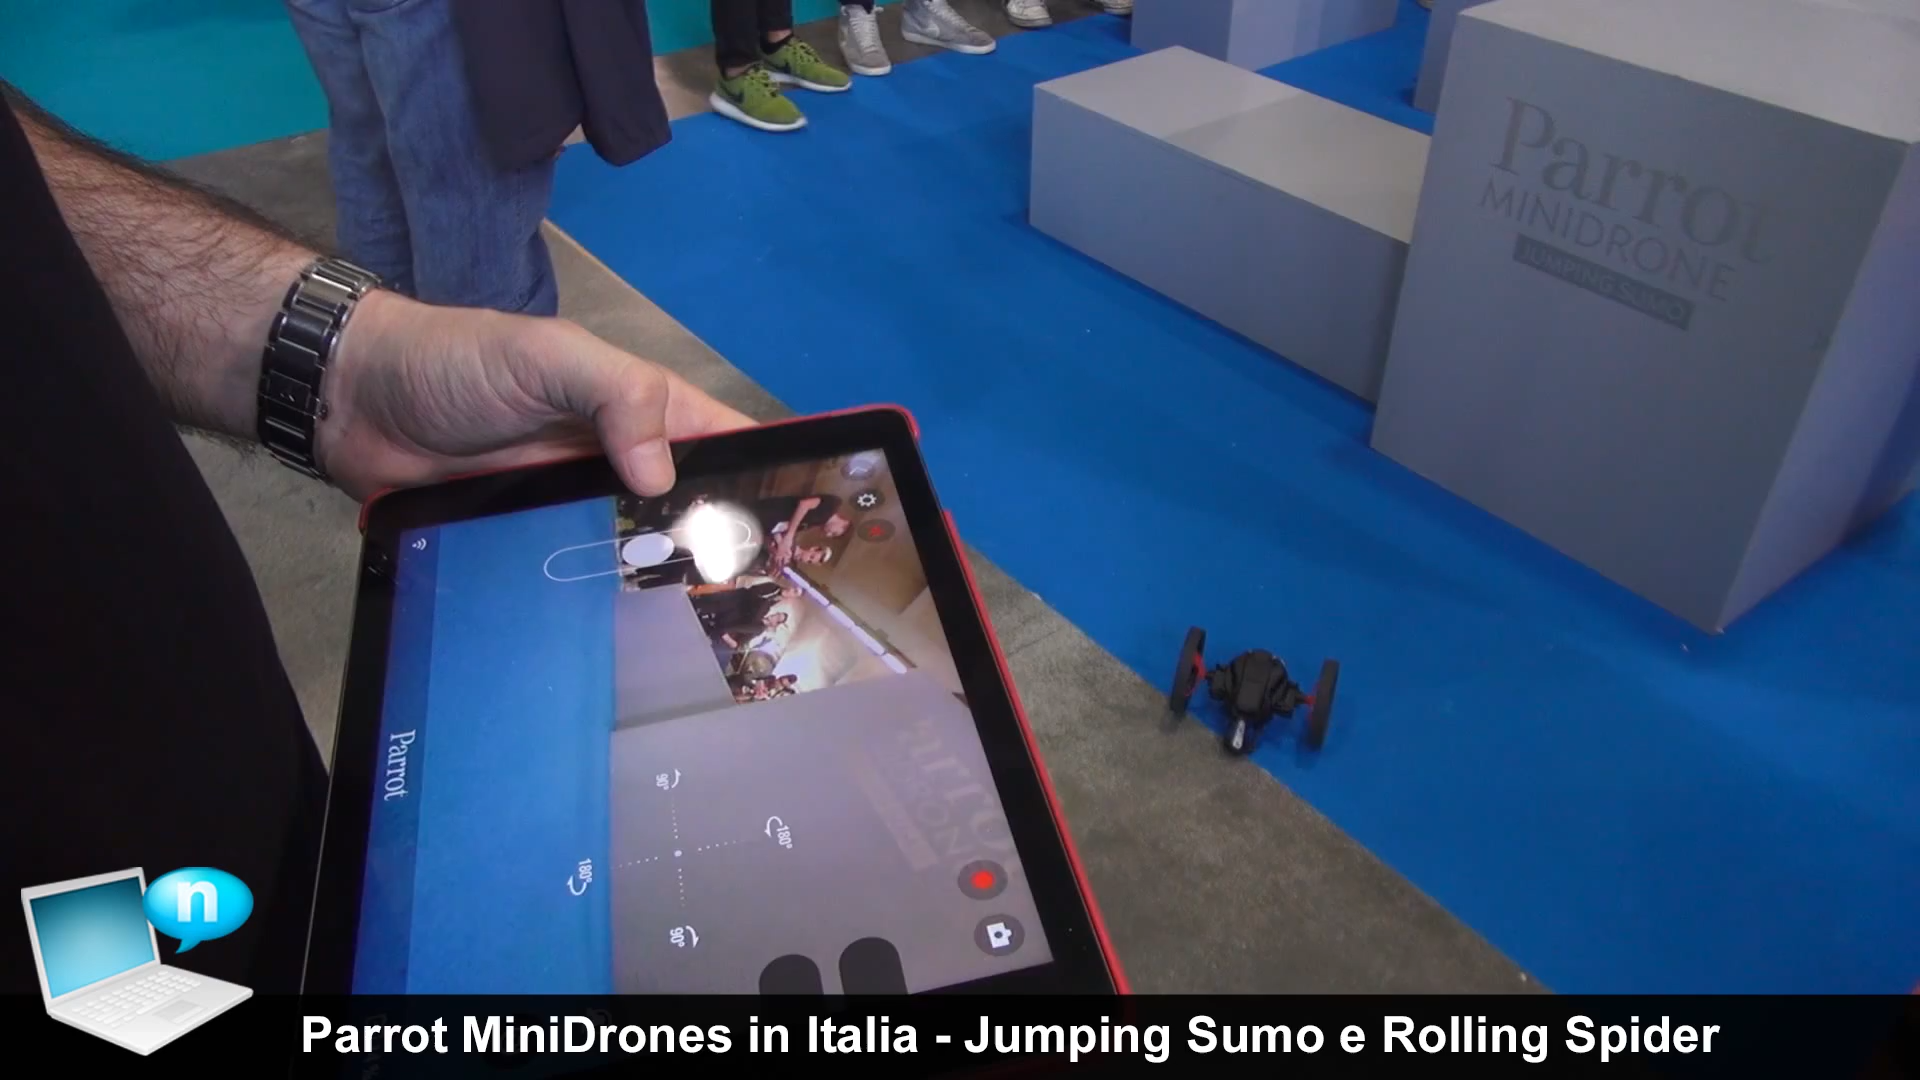 Parrot
MINIDRONE
JUMPING SUMO
Parrot
90°
180°
180°
90°
n
Parrot MiniDrones in Italia - Jumping Sumo e Rolling Spider